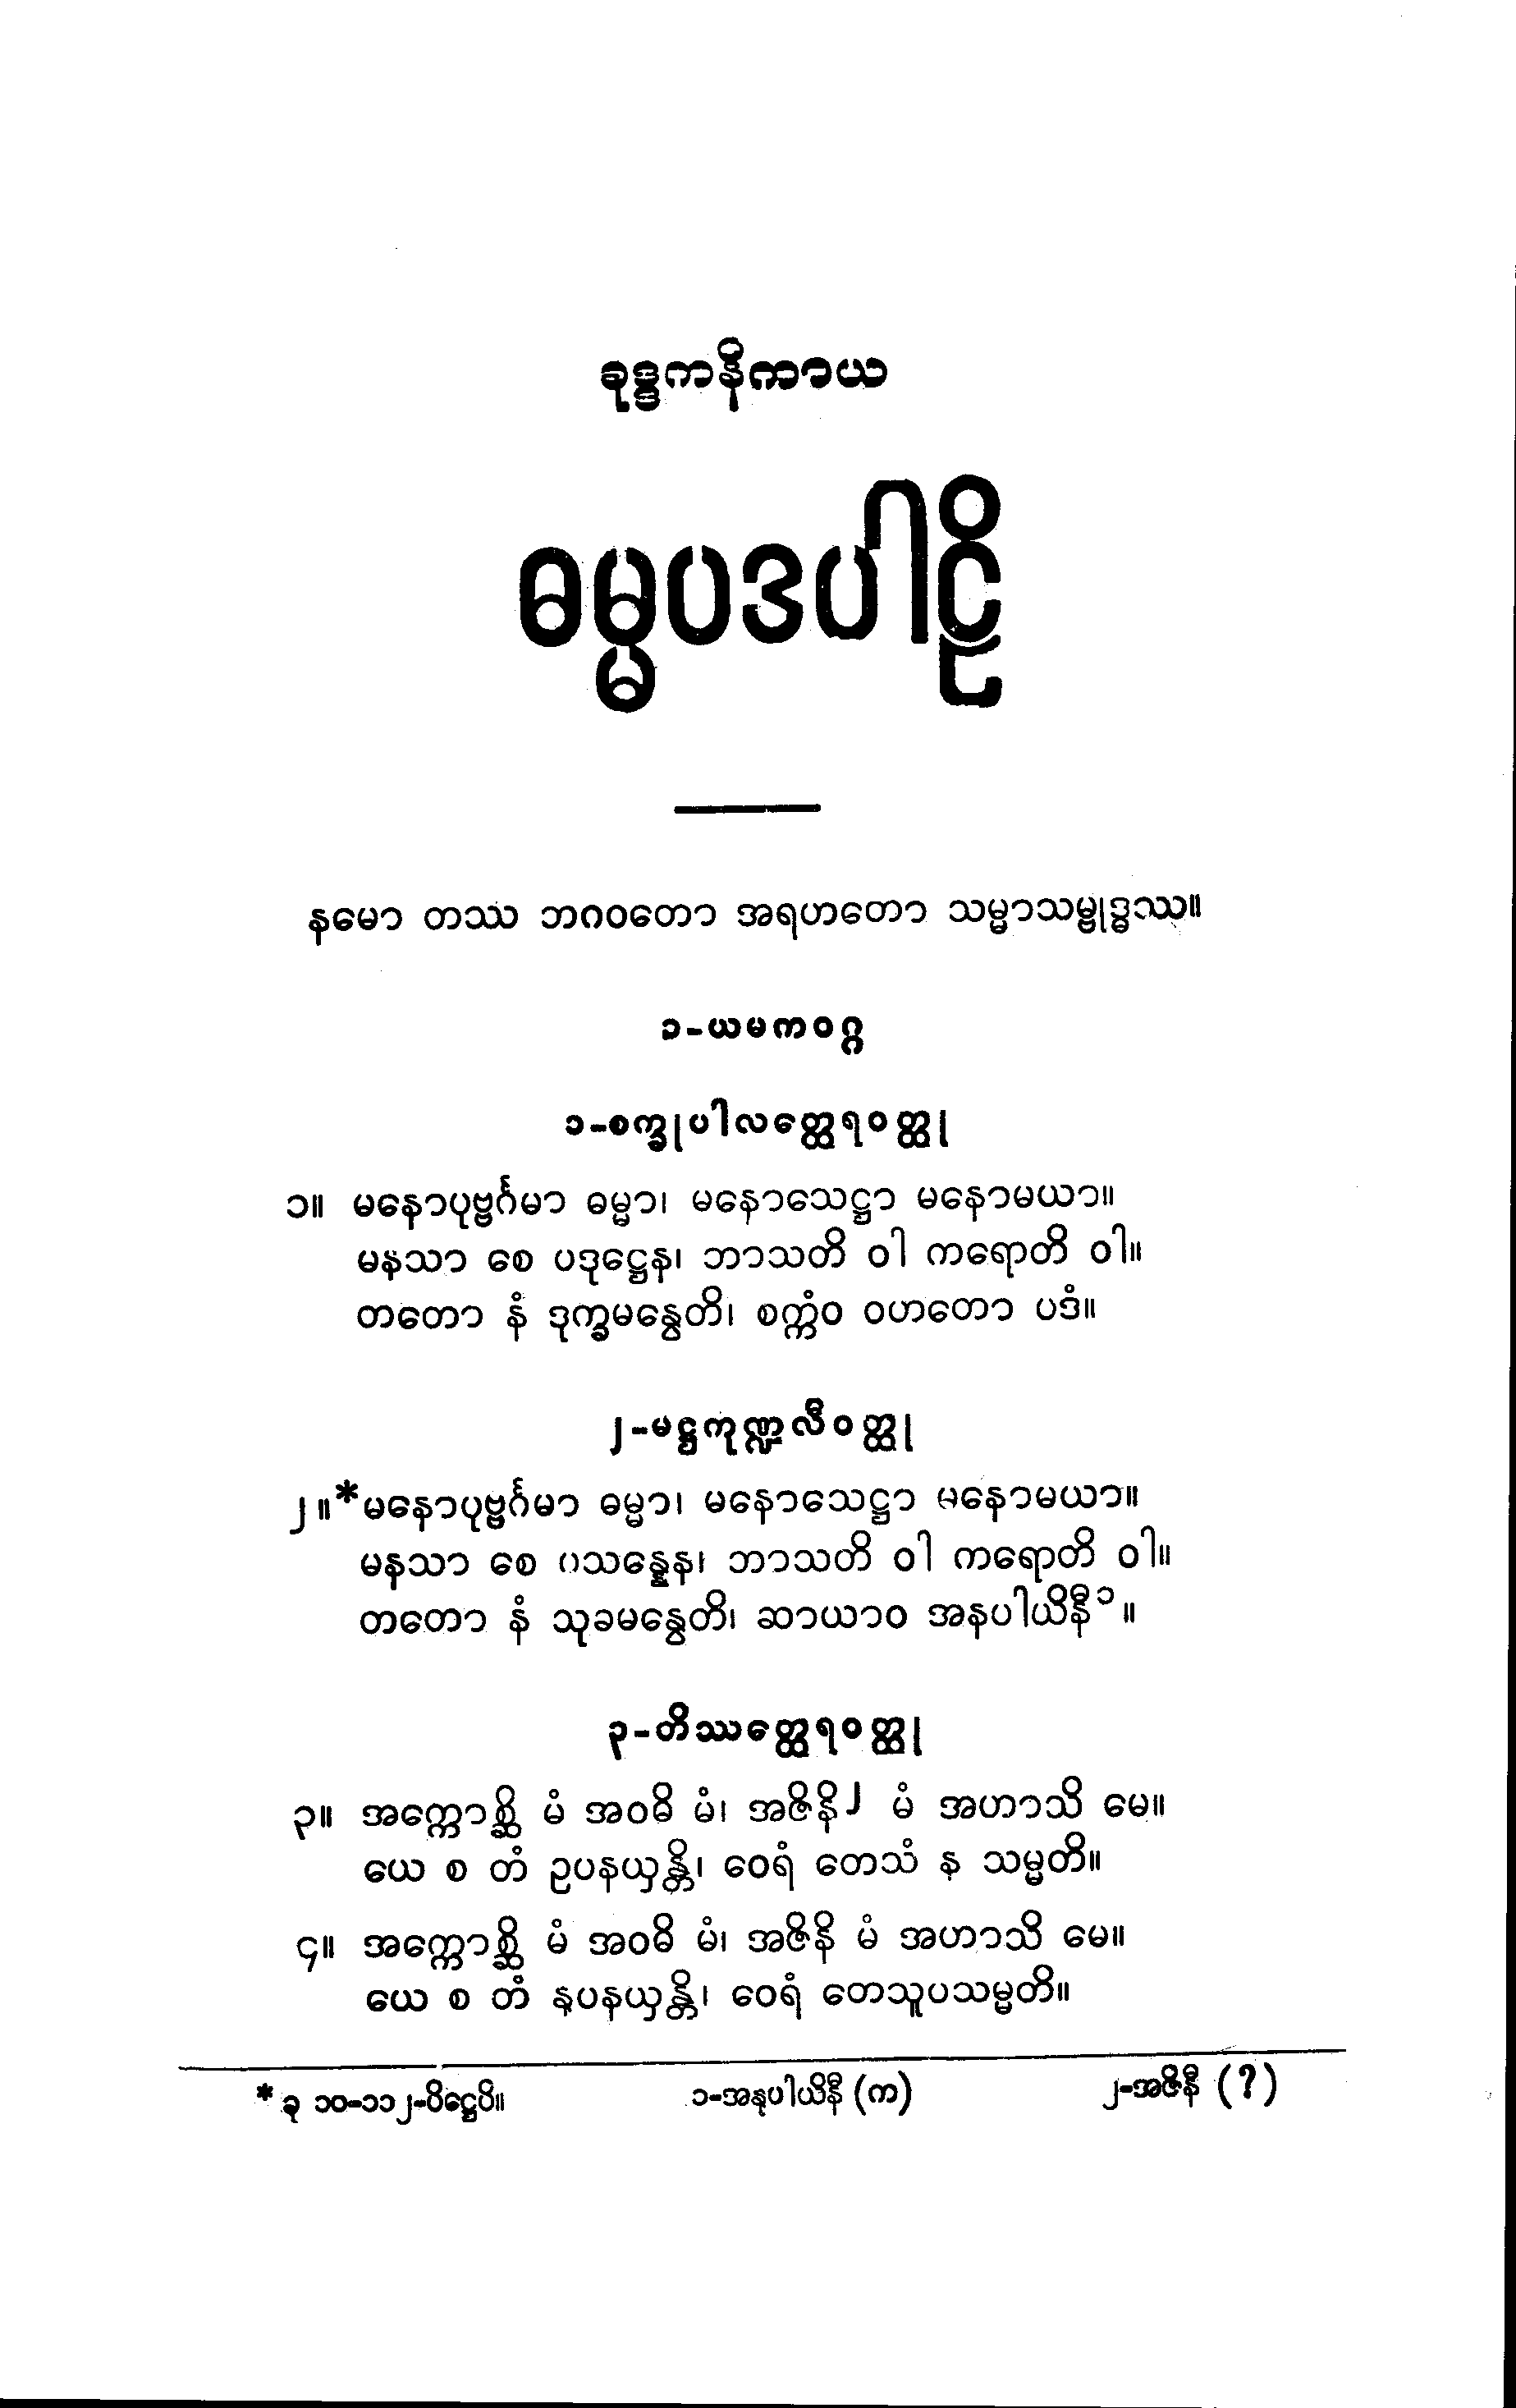 ခုဒ္ဒကနိကာယ
ဓမ္မပဒပါဠိ
နမော တဿ ဘဂဝတော အရဟတော သမ္မာသမ္ဗုဒ္ဓဿ။
၁-ယမကဝဂ္ဂ
၁-စက္ခုပါလတ္ထေရဝတ္ထု
၁။ မနောပုဗ္ဗင်္ဂမာ ဓမ္မာ၊ မနောသေဋ္ဌာ မနောမယာ။
မနသာ စေ ပဒုဋ္ဌေန၊ ဘာသတိ ဝါ ကရောတိ ဝါ။
တတော နံ ဒုက္ခမနွေတိ၊ စက္ကံဝ ဝဟတော ပဒံ။
၂-မဋ္ဌကုဏ္ဍလီဝတ္ထု
၂။*မနောပုဗ္ဗင်္ဂမာ ဓမ္မာ၊ မနောသေဋ္ဌာ မနောမယာ။
မနသာ စေ ပသန္နေန၊ ဘာသတိ ဝါ ကရောတိ ဝါ။
တတော နံ သုခမနွေတိ၊ ဆာယာဝ အနပါယိနီ၁။
၃-တိဿတ္ထေရဝတ္ထု
၃။ အက္ကောစ္ဆိ မံ အဝဓိ မံ၊ အဇိနိ၂ မံ အဟာသိ မေ။
ယေ စ တံ ဥပနယှန္တိ၊ ဝေရံ တေသံ န သမ္မတိ။
၄။ အက္ကောစ္ဆိ မံ အဝဓိ မံ၊ အဇိနိ မံ အဟာသိ မေ။
ယေ စ တံ နုပနယှန္တိ၊ ဝေရံ တေသူပသမ္မတိ။
* ခု ၁၀-၁၁၂-ပိဋ္ဌေပိ။ ၁-အနုပါယိနီ (က) ၂-အဇိနီ (?)